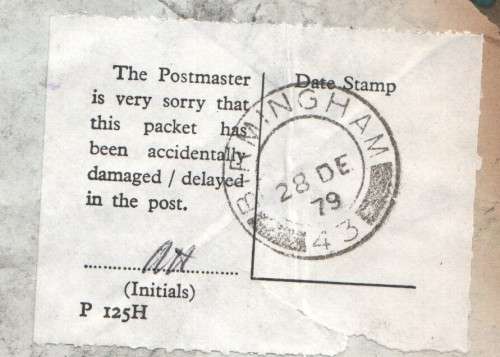 The Postmaster
is very sorry that
this packet has
been accidentally
damaged / delayed
in the post.
(Initials)
P 125H
Date Stamp
BIRMINGHAM
28 DE
79
43